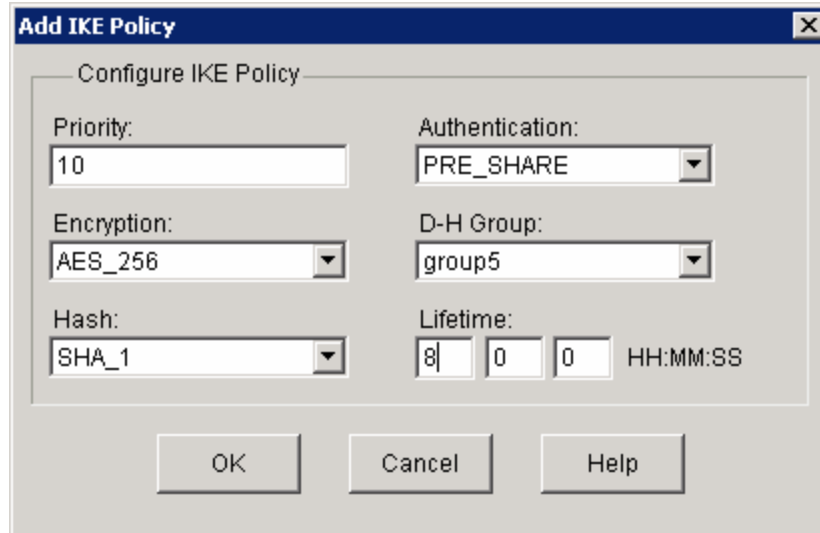 Add IKE Policy
Configure IKE Policy
Priority:
Authentication:
10
PRE_SHARE
Encryption:
D-H Group:
AES_256
group5
Hash:
Lifetime:
SHA_1
8 0 0 HH:MM:SS
OK Cancel Help